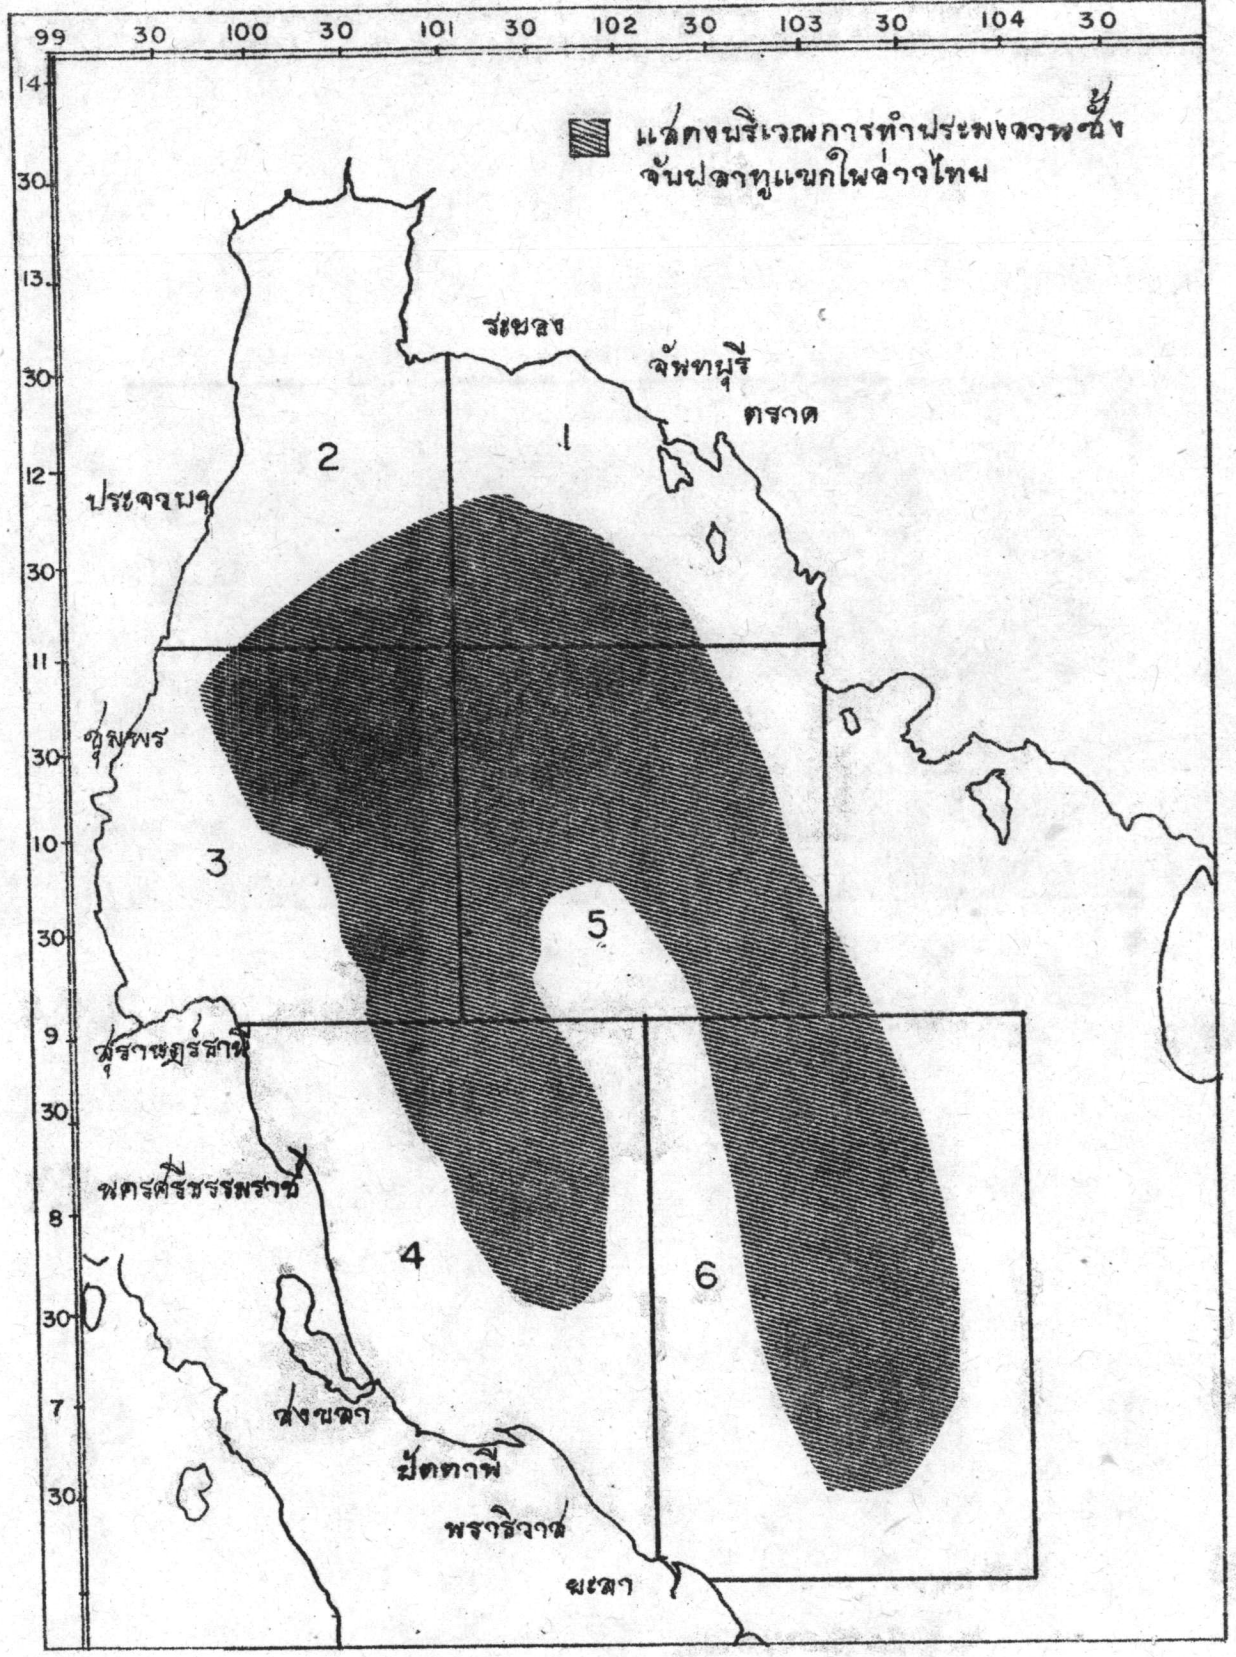 99 30 100 30 101 30 102 30 103 30 104 30
14
30
13
30
12
30
11
30
10
30
9
30
8
30
7
30
แสดงบริเวณการทำประมงอวนซั้ง
จับปลาทูแขกในอ่าวไทย
ระยอง
จันทบุรี
ตราด
2
1
ประจวบฯ
ชุมพร
3
5
สุราษฎร์ธานี
นครศรีธรรมราช
4
6
สงขลา
ปัตตานี
นราธิวาส
ยะลา